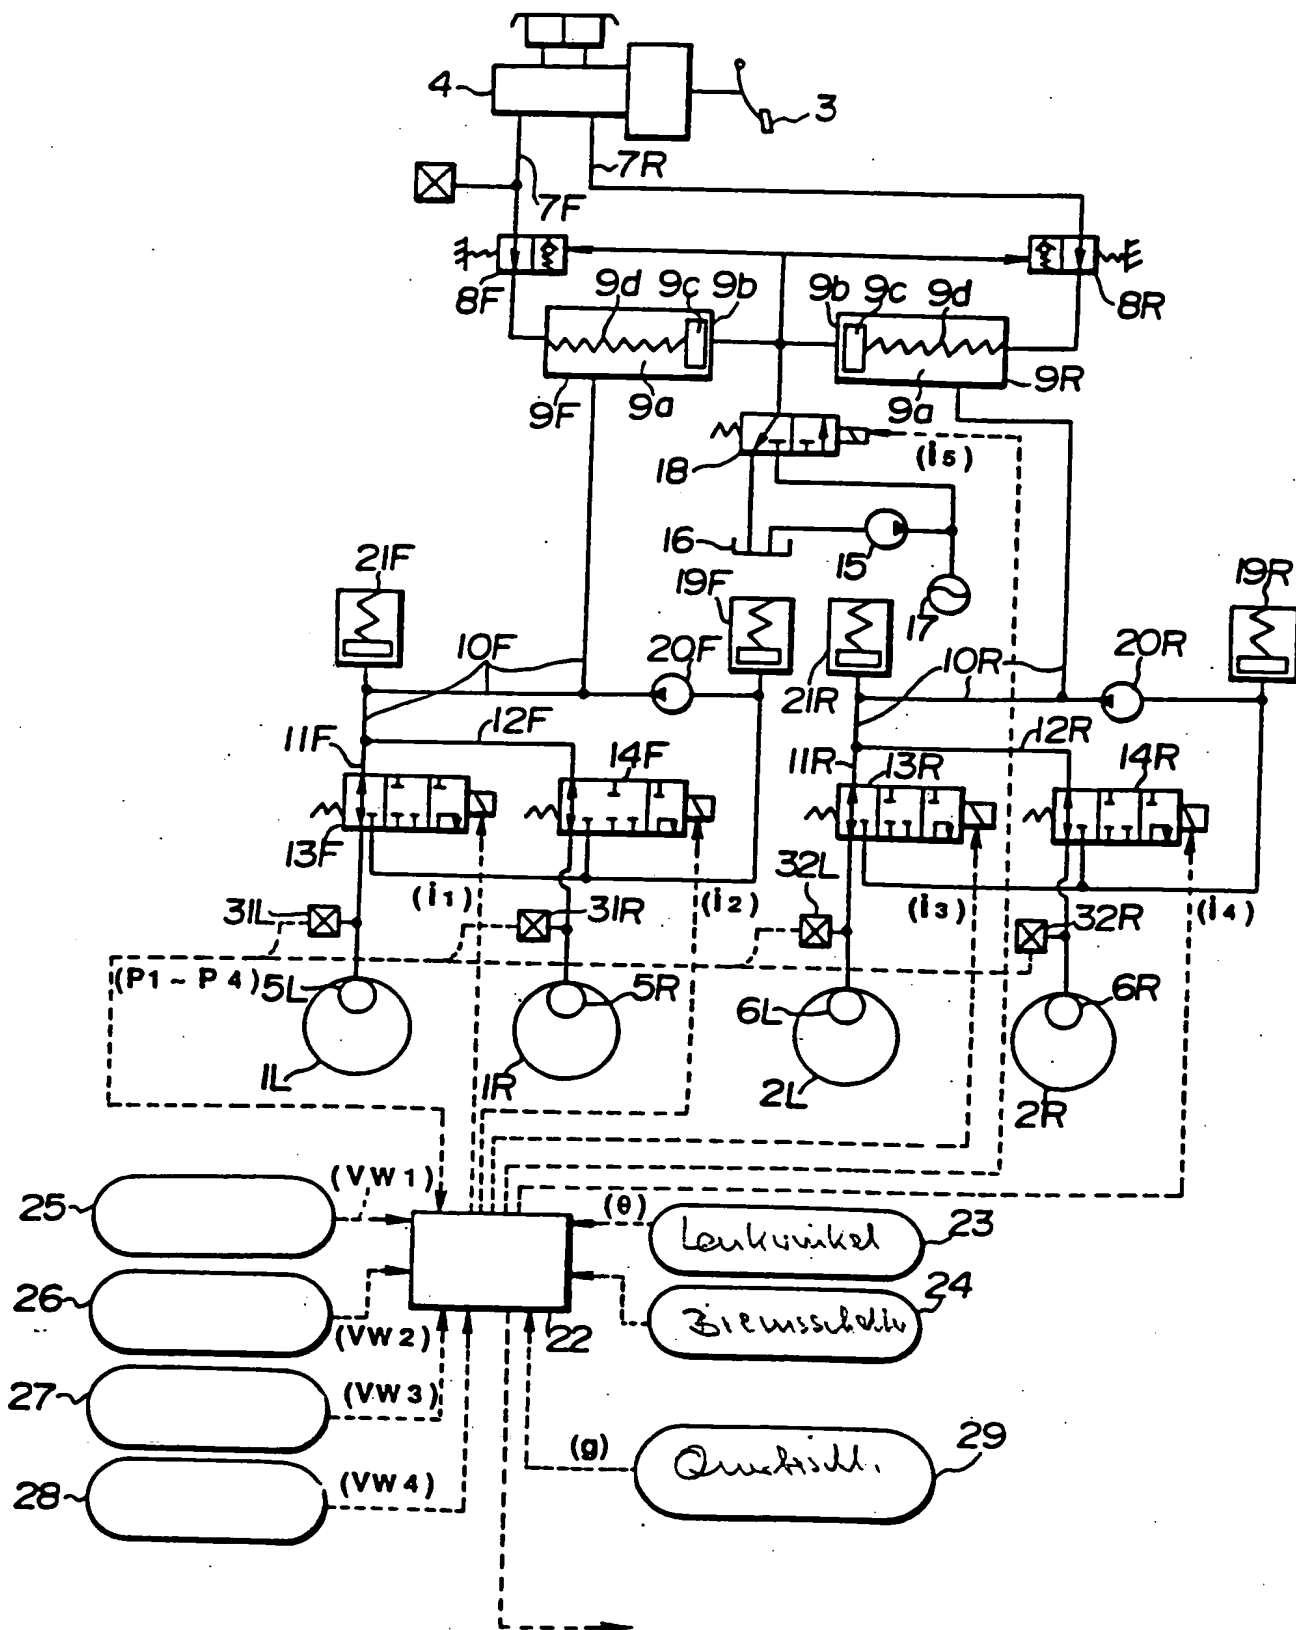 4
3
7R
7F
8F
9d 9c 9b
9b 9c 9d
8R
9F
9a
9a
9R
18
(i5)
16
15
17
21F
19F
19R
10F
20F
21R
10R
20R
11F
12F
14F
11R
13R
12R
14R
13F
(i1)
(i2)
32L
(i3)
(i4)
31L
31R
32R
(P1~P4)
5L
5R
6L
6R
1L
1R
2L
2R
25
(VW1)
(θ)
Lenkwinkel
23
26
(VW2)
22
24
27
(VW3)
28
(VW4)
(g)
29